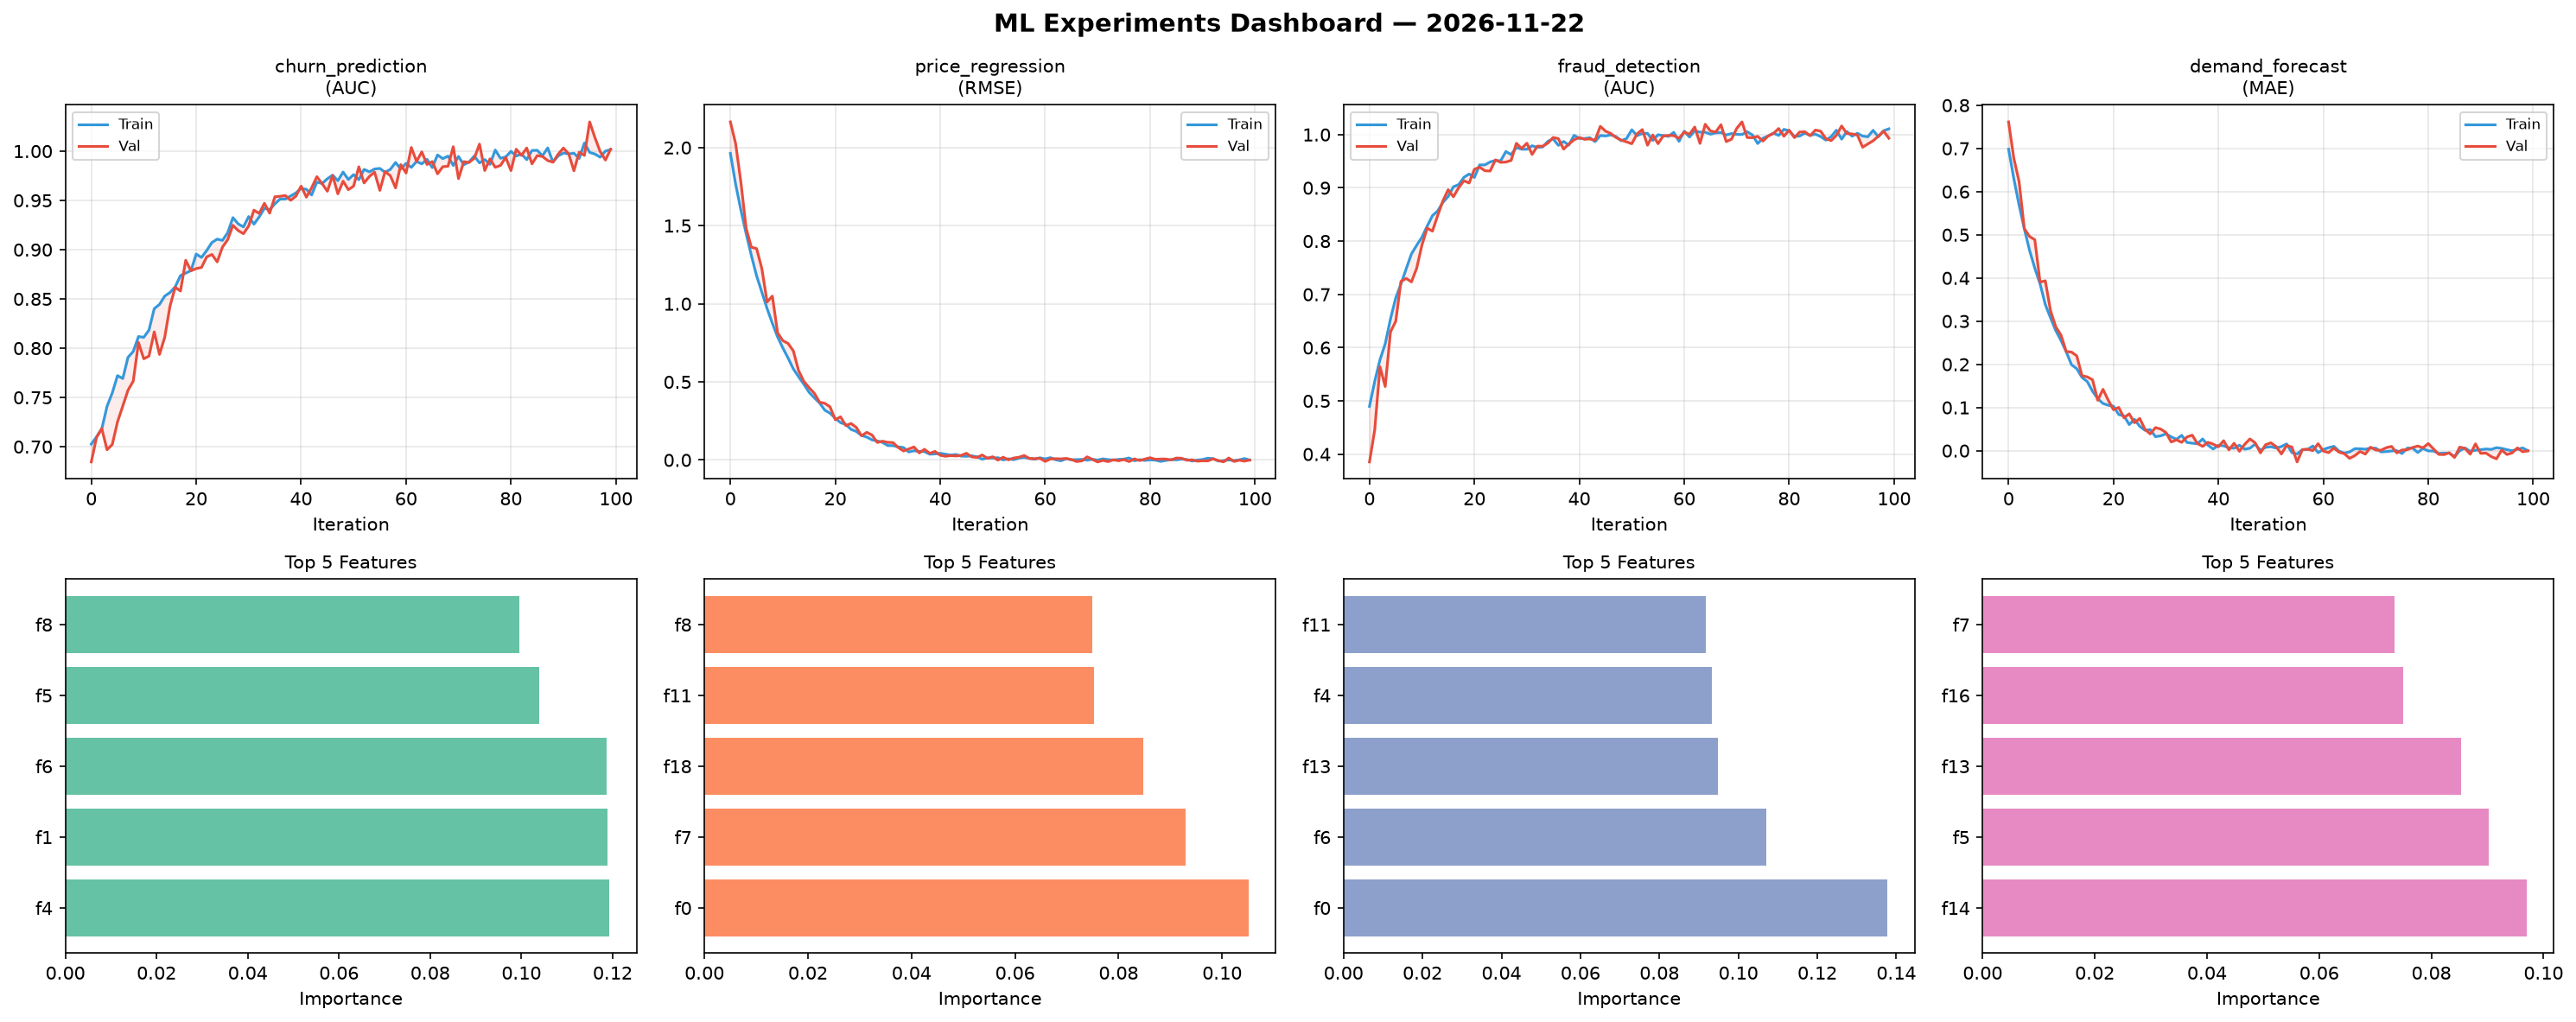 ML Experiments Dashboard — 2026-11-22
churn_prediction
(AUC)
Train
Val
1.00
0.95
0.90
0.85
0.80
0.75
0.70
0
20
40
60
80
100
Iteration
price_regression
(RMSE)
Train
Val
2.0
1.5
1.0
0.5
0.0
0
20
40
60
80
100
Iteration
fraud_detection
(AUC)
Train
Val
1.0
0.9
0.8
0.7
0.6
0.5
0.4
0
20
40
60
80
100
Iteration
demand_forecast
(MAE)
Train
Val
0.8
0.7
0.6
0.5
0.4
0.3
0.2
0.1
0.0
0
20
40
60
80
100
Iteration
Top 5 Features
f8
f5
f6
f1
f4
0.00
0.02
0.04
0.06
0.08
0.10
0.12
Importance
Top 5 Features
f8
f11
f18
f7
f0
0.00
0.02
0.04
0.06
0.08
0.10
Importance
Top 5 Features
f11
f4
f13
f6
f0
0.00
0.02
0.04
0.06
0.08
0.10
0.12
0.14
Importance
Top 5 Features
f7
f16
f13
f5
f14
0.00
0.02
0.04
0.06
0.08
0.10
Importance